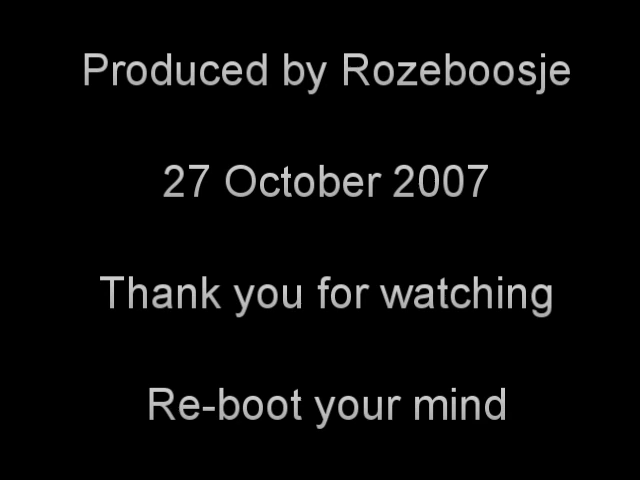 Produced by Rozeboosje
27 October 2007
Thank you for watching
Re-boot your mind